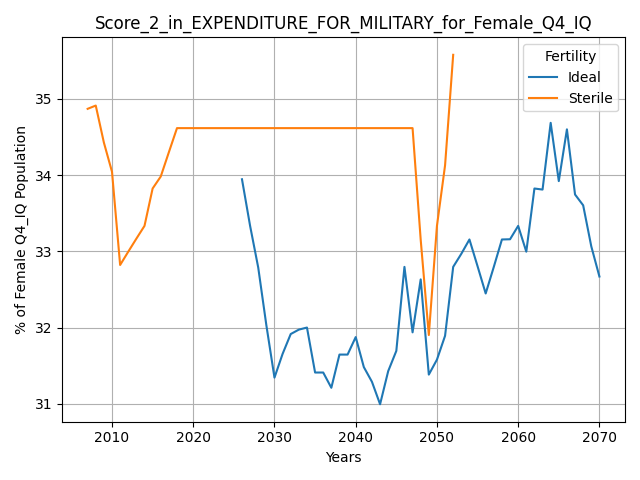 Score_2_in_EXPENDITURE_FOR_MILITARY_for_Female_Q4_IQ
Fertility
Ideal
Sterile
% of Female Q4_IQ Population
35
34
33
32
31
2010 2020 2030 2040 2050 2060 2070
Years